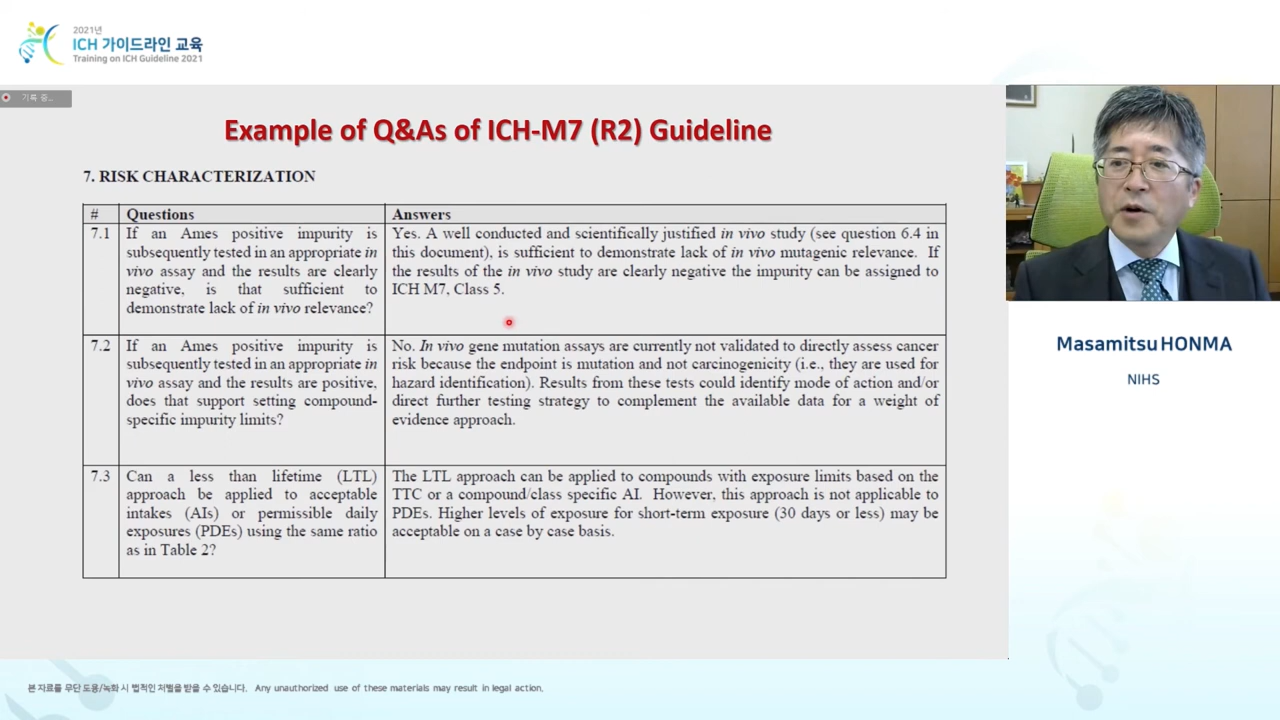 2021년
ICH 가이드라인 교육
Training on ICH Guideline 2021
기록 중...
Example of Q&As of ICH-M7 (R2) Guideline
7. RISK CHARACTERIZATION
# Questions Answers
7.1 If an Ames positive impurity is
subsequently tested in an appropriate in
vivo assay and the results are clearly
negative, is that sufficient to
demonstrate lack of in vivo relevance?
Yes. A well conducted and scientifically justified in vivo study (see question 6.4 in
this document), is sufficient to demonstrate lack of in vivo mutagenic relevance. If
the results of the in vivo study are clearly negative the impurity can be assigned to
ICH M7, Class 5.
7.2 If an Ames positive impurity is
subsequently tested in an appropriate in
vivo assay and the results are positive,
does that support setting compound-
specific impurity limits?
No. In vivo gene mutation assays are currently not validated to directly assess cancer
risk because the endpoint is mutation and not carcinogenicity (i.e., they are used for
hazard identification). Results from these tests could identify mode of action and/or
direct further testing strategy to complement the available data for a weight of
evidence approach.
7.3 Can a less than lifetime (LTL)
approach be applied to acceptable
intakes (AIs) or permissible daily
exposures (PDEs) using the same ratio
as in Table 2?
The LTL approach can be applied to compounds with exposure limits based on the
TTC or a compound/class specific AI. However, this approach is not applicable to
PDEs. Higher levels of exposure for short-term exposure (30 days or less) may be
acceptable on a case by case basis.
Masamitsu HONMA
NIHS
본 자료를 무단 도용/녹화 시 법적인 처벌을 받을 수 있습니다. Any unauthorized use of these materials may result in legal action.